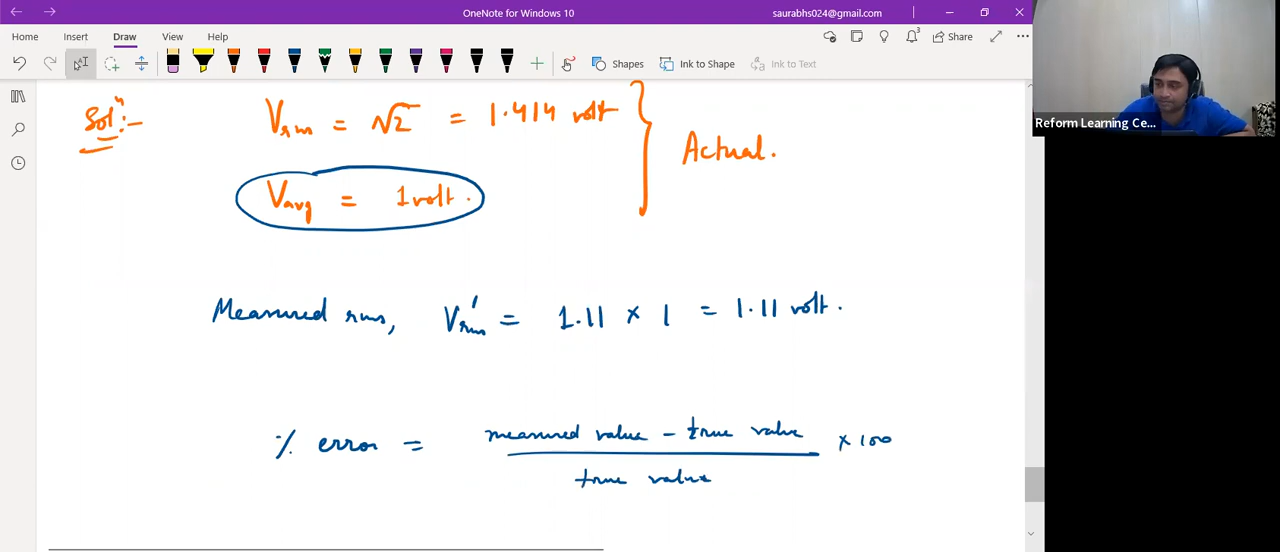 OneNote for Windows 10
saurabhs024@gmail.com
Home Insert Draw View Help
Share
Shapes
Ink to Shape
Ink to Text
Reform Learning Ce...
Solⁿ:-
Vrms = √2 = 1.414 volt
Actual.
Vavg = 1 volt.
Measured rms, V'rms = 1.11 × 1 = 1.11 volt.
% error = measured value - true value × 100
true value